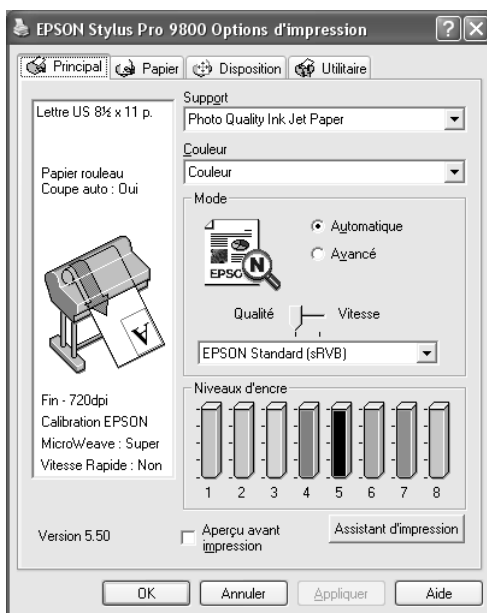 EPSON Stylus Pro 9800 Options d'impression
Principal
Papier
Disposition
Utilitaire
Lettre US 8½ x 11 p.
Papier rouleau
Coupe auto : Oui
A
Fin - 720dpi
Calibration EPSON
MicroWeave : Super
Vitesse Rapide : Non
Version 5.50
Support
Photo Quality Ink Jet Paper
Couleur
Couleur
Mode
EPSC
N
Automatique
Avancé
Qualité
Vitesse
EPSON Standard (sRVB)
Niveaux d'encre
1 2 3 4 5 6 7 8
Aperçu avant
impression
Assistant d'impression
OK
Annuler
Appliquer
Aide